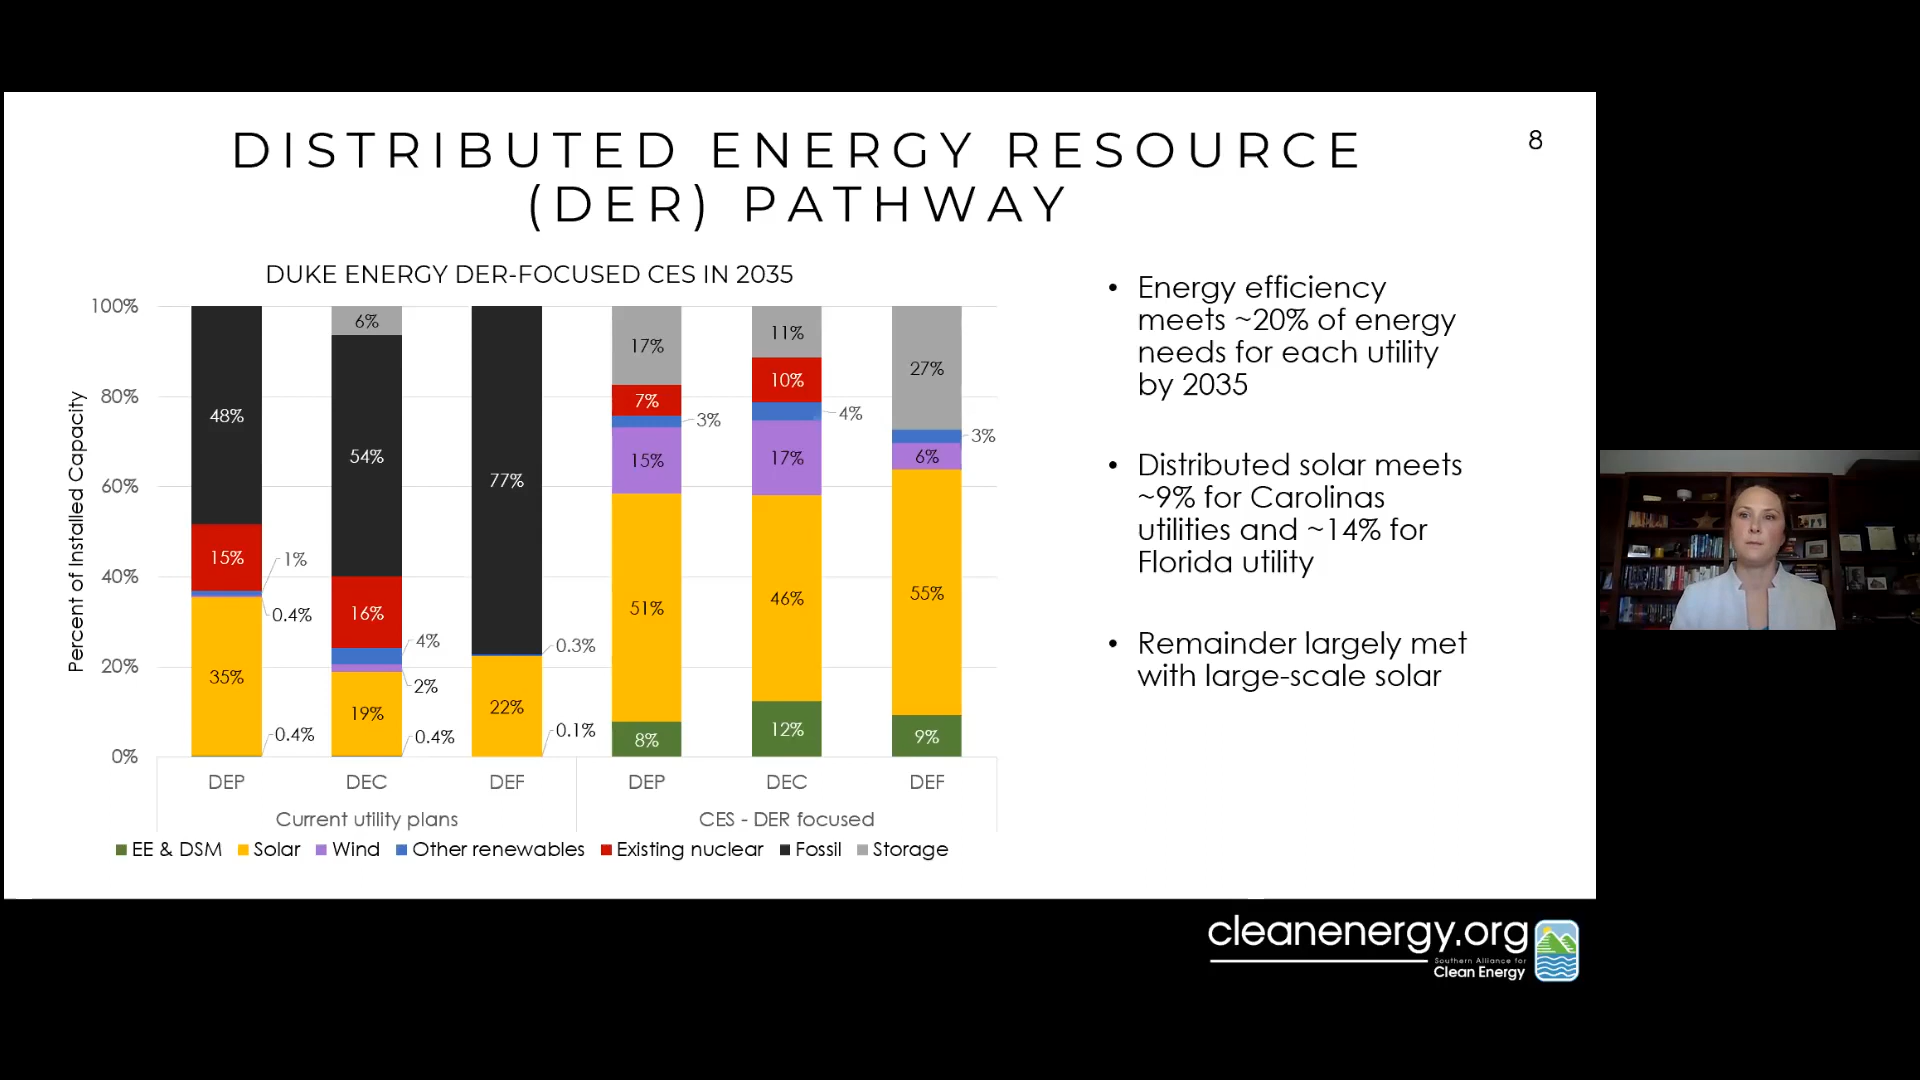 DISTRIBUTED ENERGY RESOURCE
(DER) PATHWAY
8
DUKE ENERGY DER-FOCUSED CES IN 2035
Percent of Installed Capacity
100%
80%
60%
40%
20%
0%
48%
15%
1%
0.4%
35%
0.4%
6%
54%
16%
4%
2%
19%
0.4%
77%
0.3%
22%
0.1%
17%
7%
3%
15%
51%
8%
11%
10%
4%
17%
46%
12%
27%
3%
6%
55%
9%
DEP DEC DEF DEP DEC DEF
Current utility plans CES - DER focused
EE & DSM Solar Wind Other renewables Existing nuclear Fossil Storage
• Energy efficiency
meets ~20% of energy
needs for each utility
by 2035
• Distributed solar meets
~9% for Carolinas
utilities and ~14% for
Florida utility
• Remainder largely met
with large-scale solar
cleanenergy.org
Southern Alliance for
Clean Energy